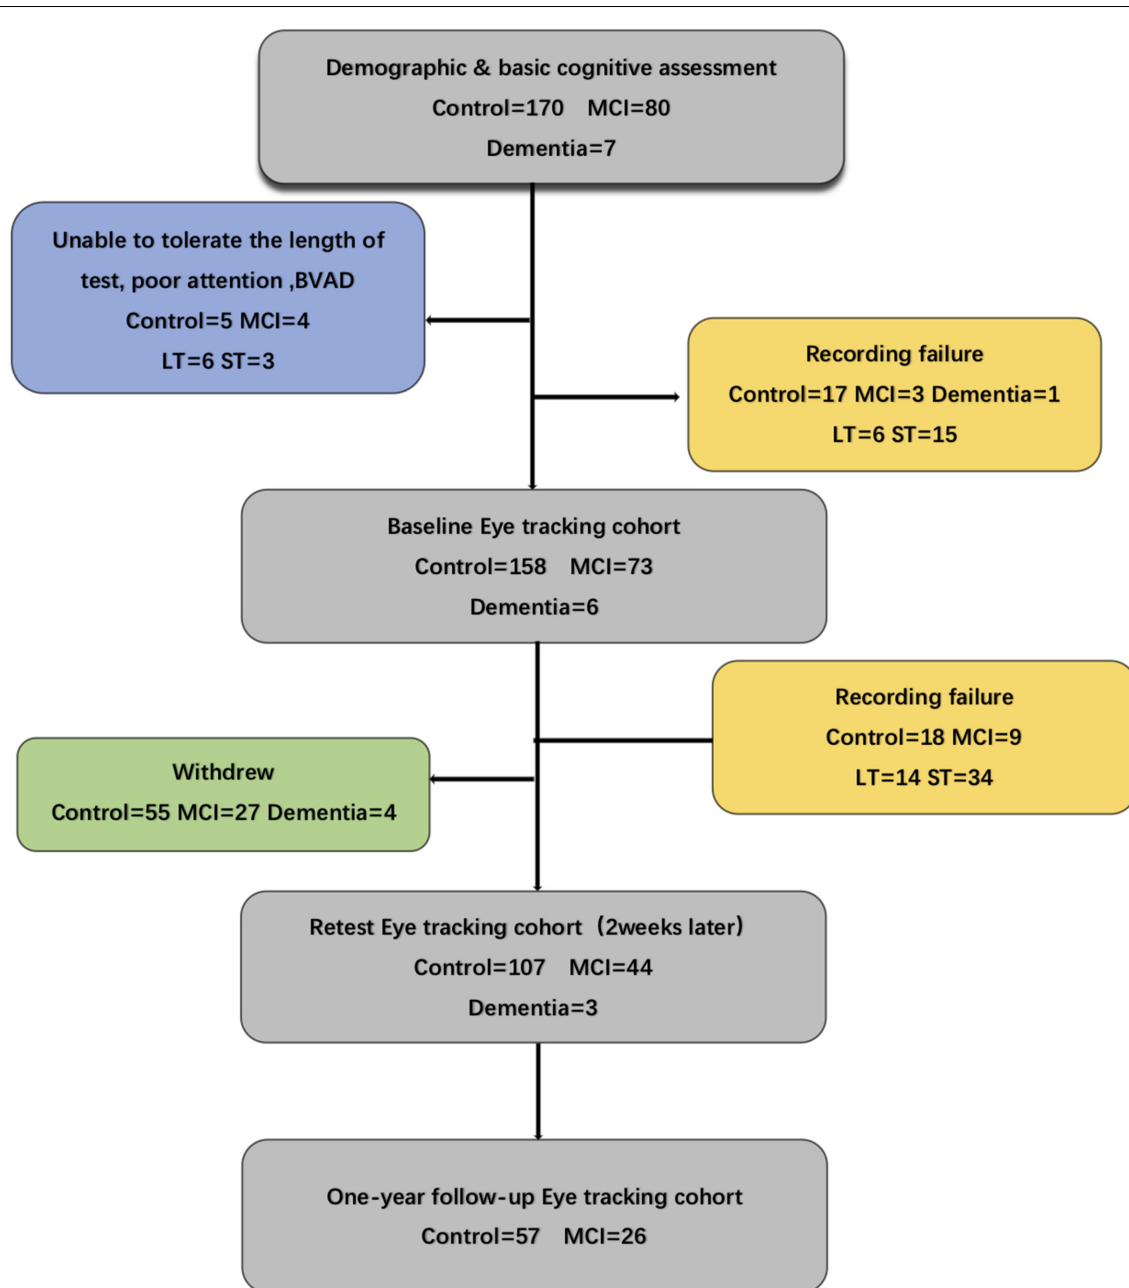 Demographic & basic cognitive assessment
Control=170 MCI=80
Dementia=7
Unable to tolerate the length of
test, poor attention ,BVAD
Control=5 MCI=4
LT=6 ST=3
Recording failure
Control=17 MCI=3 Dementia=1
LT=6 ST=15
Baseline Eye tracking cohort
Control=158 MCI=73
Dementia=6
Recording failure
Control=18 MCI=9
LT=14 ST=34
Withdrew
Control=55 MCI=27 Dementia=4
Retest Eye tracking cohort（2weeks later）
Control=107 MCI=44
Dementia=3
One-year follow-up Eye tracking cohort
Control=57 MCI=26